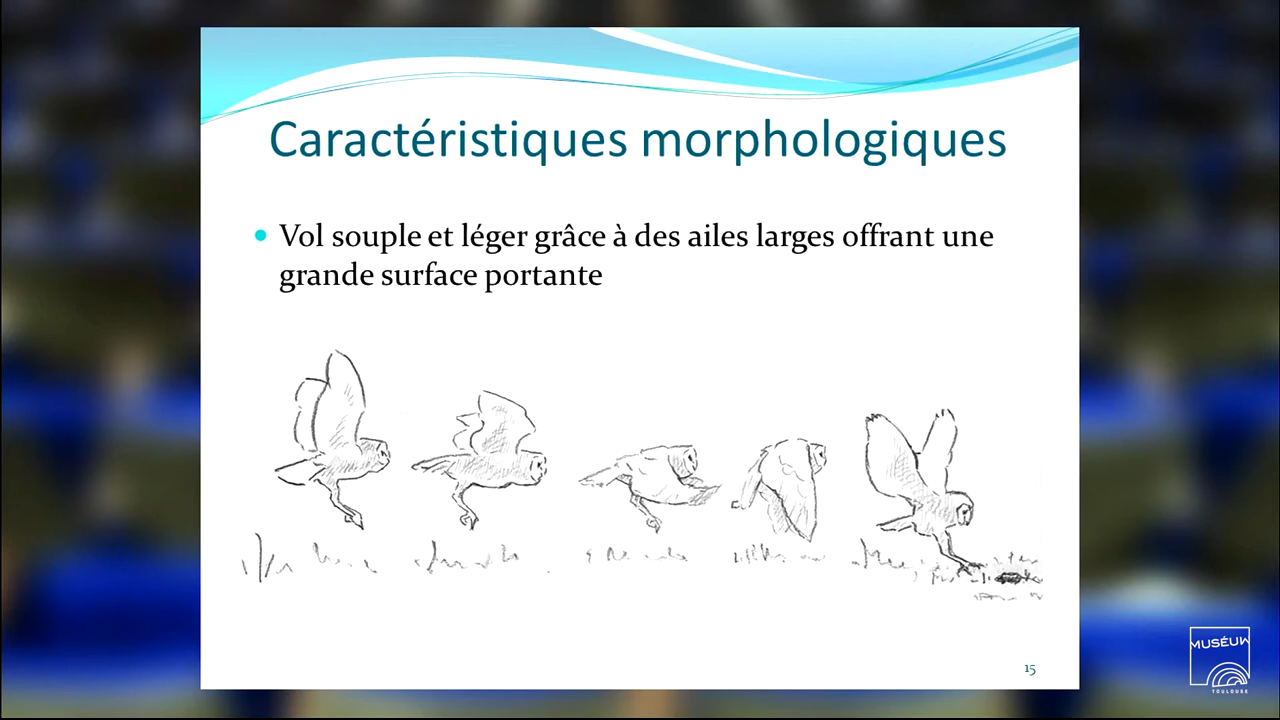 Caractéristiques morphologiques
• Vol souple et léger grâce à des ailes larges offrant une
grande surface portante
15
MUSÉUM
TOULOUSE